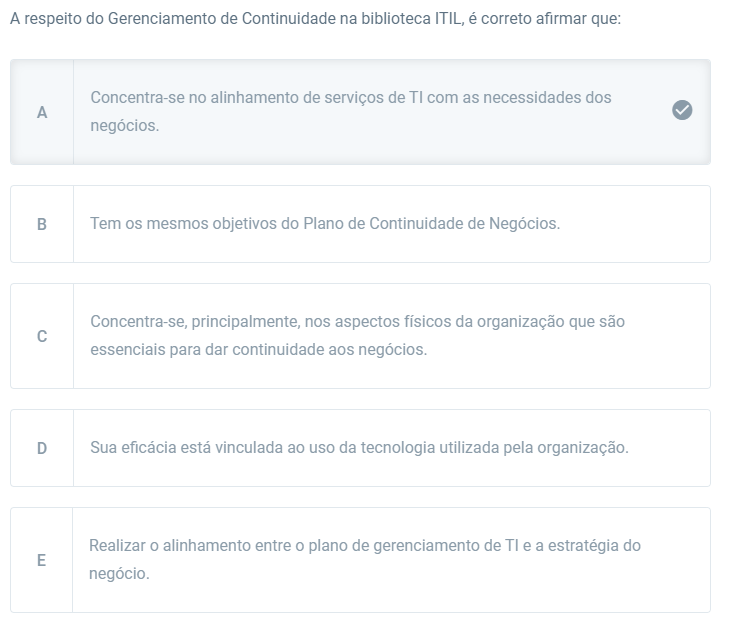 A respeito do Gerenciamento de Continuidade na biblioteca ITIL, é correto afirmar que:
A
Concentra-se no alinhamento de serviços de TI com as necessidades dos
negócios.
B
Tem os mesmos objetivos do Plano de Continuidade de Negócios.
C
Concentra-se, principalmente, nos aspectos físicos da organização que são
essenciais para dar continuidade aos negócios.
D
Sua eficácia está vinculada ao uso da tecnologia utilizada pela organização.
E
Realizar o alinhamento entre o plano de gerenciamento de TI e a estratégia do
negócio.